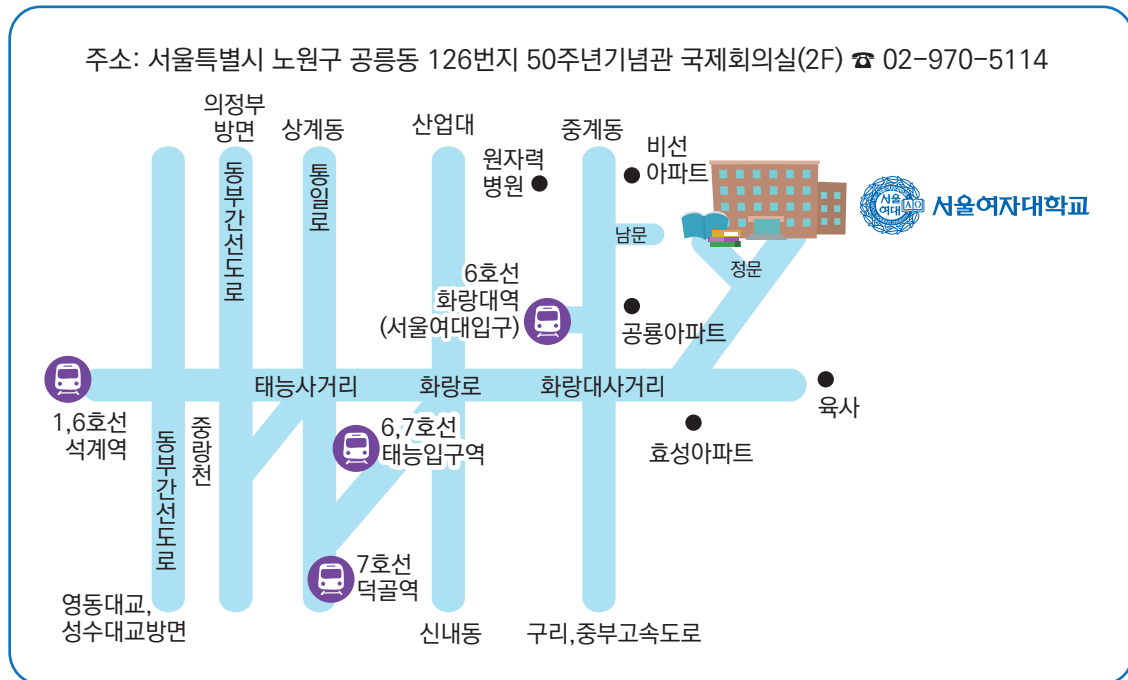 주소: 서울특별시 노원구 공릉동 126번지 50주년기념관 국제회의실(2F) ☎ 02-970-5114
의정부
방면
상계동
산업대
중계동
원자력
병원
비선
아파트
동부간선도로
통일로
서울
여대
서울여자대학교
남문
정문
6호선
화랑대역
(서울여대입구)
공룡아파트
태능사거리
화랑로
화랑대사거리
육사
1,6호선
석계역
중랑천
동부간선도로
6,7호선
태능입구역
효성아파트
7호선
덕골역
영동대교,
성수대교방면
신내동
구리,중부고속도로